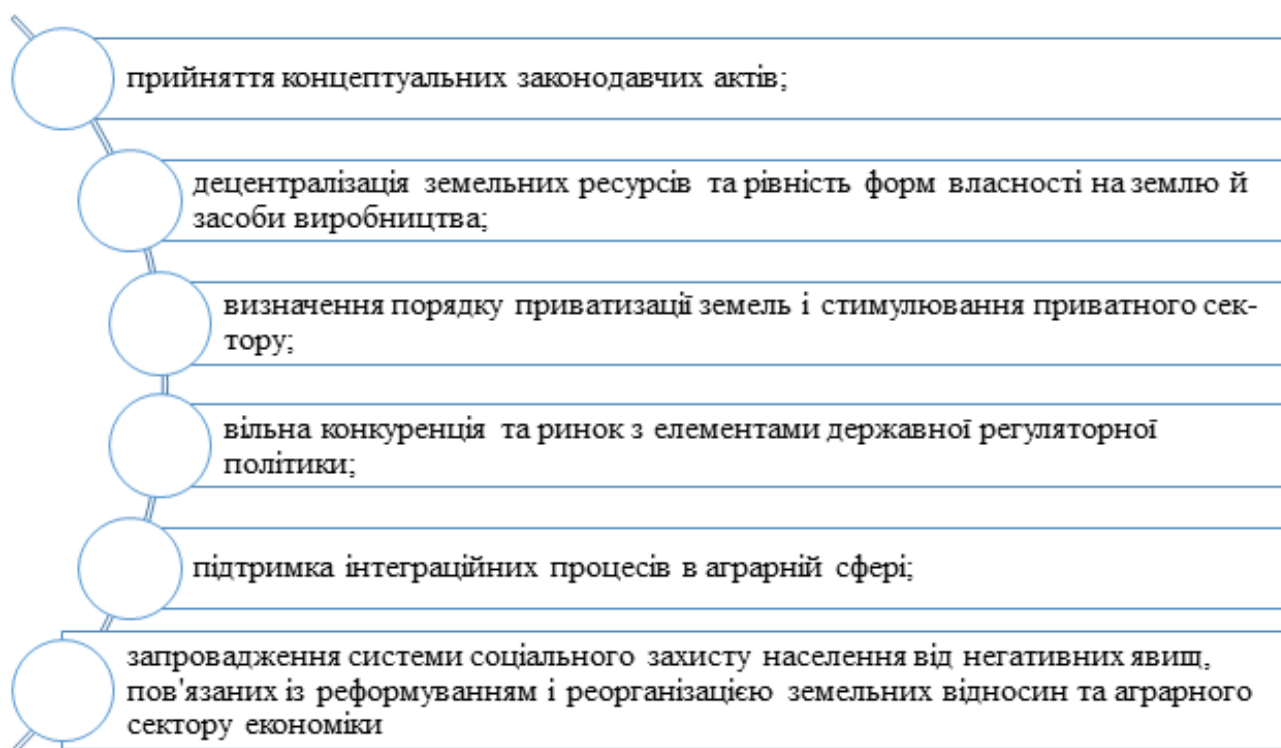 прийняття концептуальних законодавчих актів;
децентралізація земельних ресурсів та рівність форм власності на землю й
засоби виробництва;
визначення порядку приватизації земель і стимулювання приватного сек-
тору;
вільна конкуренція та ринок з елементами державної регуляторної
політики;
підтримка інтеграційних процесів в аграрній сфері;
запровадження системи соціального захисту населення від негативних явищ,
пов'язаних із реформуванням і реорганізацією земельних відносин та аграрного
сектору економіки